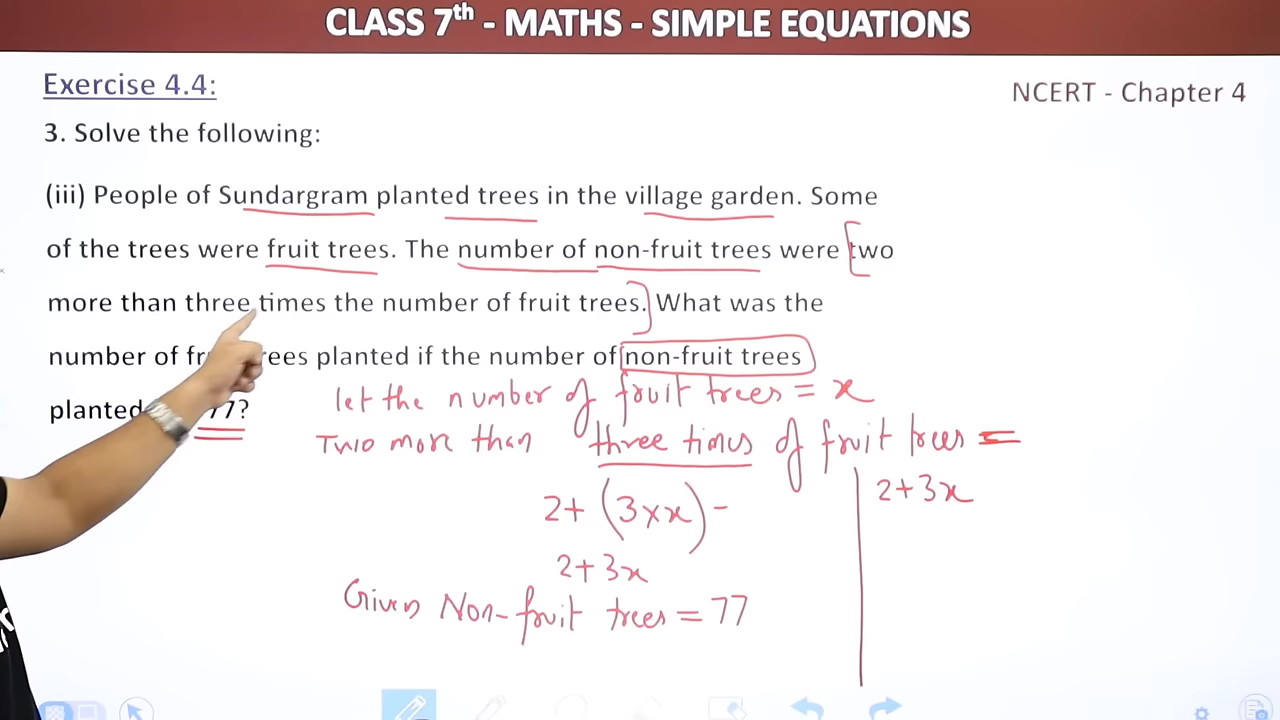 CLASS 7th - MATHS - SIMPLE EQUATIONS
Exercise 4.4:
NCERT - Chapter 4
3. Solve the following:
(iii) People of Sundargram planted trees in the village garden. Some
of the trees were fruit trees. The number of non-fruit trees were two
more than three times the number of fruit trees. What was the
number of trees planted if the number of non-fruit trees
planted 77?
let the number of fruit trees = x
Two more than three times of fruit trees =
2+ (3×x) -
2+3x
2+3x
Given Non-fruit trees = 77